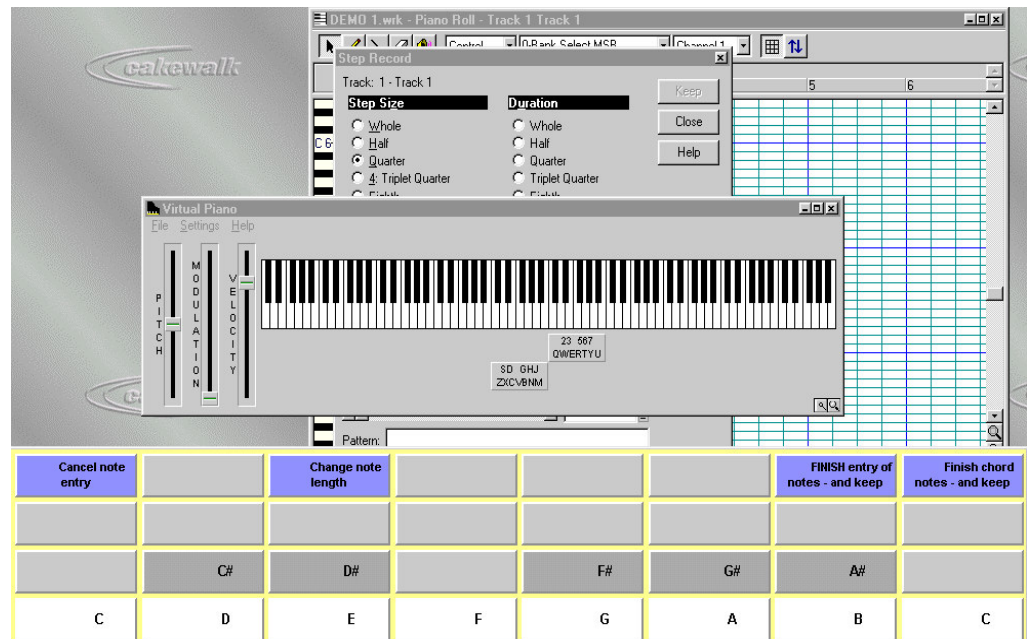 DEMO 1.wrk - Piano Roll - Track 1 Track 1
Control 0-Bank Select MSB Channel 1
cakewalk
Step Record
5 6
Track: 1 - Track 1
Keep
Step Size Duration
Whole Whole
Close
Half Half
Quarter Quarter
Help
4: Triplet Quarter Triplet Quarter
Eighth Eighth
Virtual Piano
File Settings Help
PITCH
MODULATION
VELOCITY
23 567
QWERTYU
SD GHJ
ZXCVBNM
Pattern:
Cancel note
entry
Change note
length
FINISH entry of
notes - and keep
Finish chord
notes - and keep
C# D# F# G# A#
C D E F G A B C